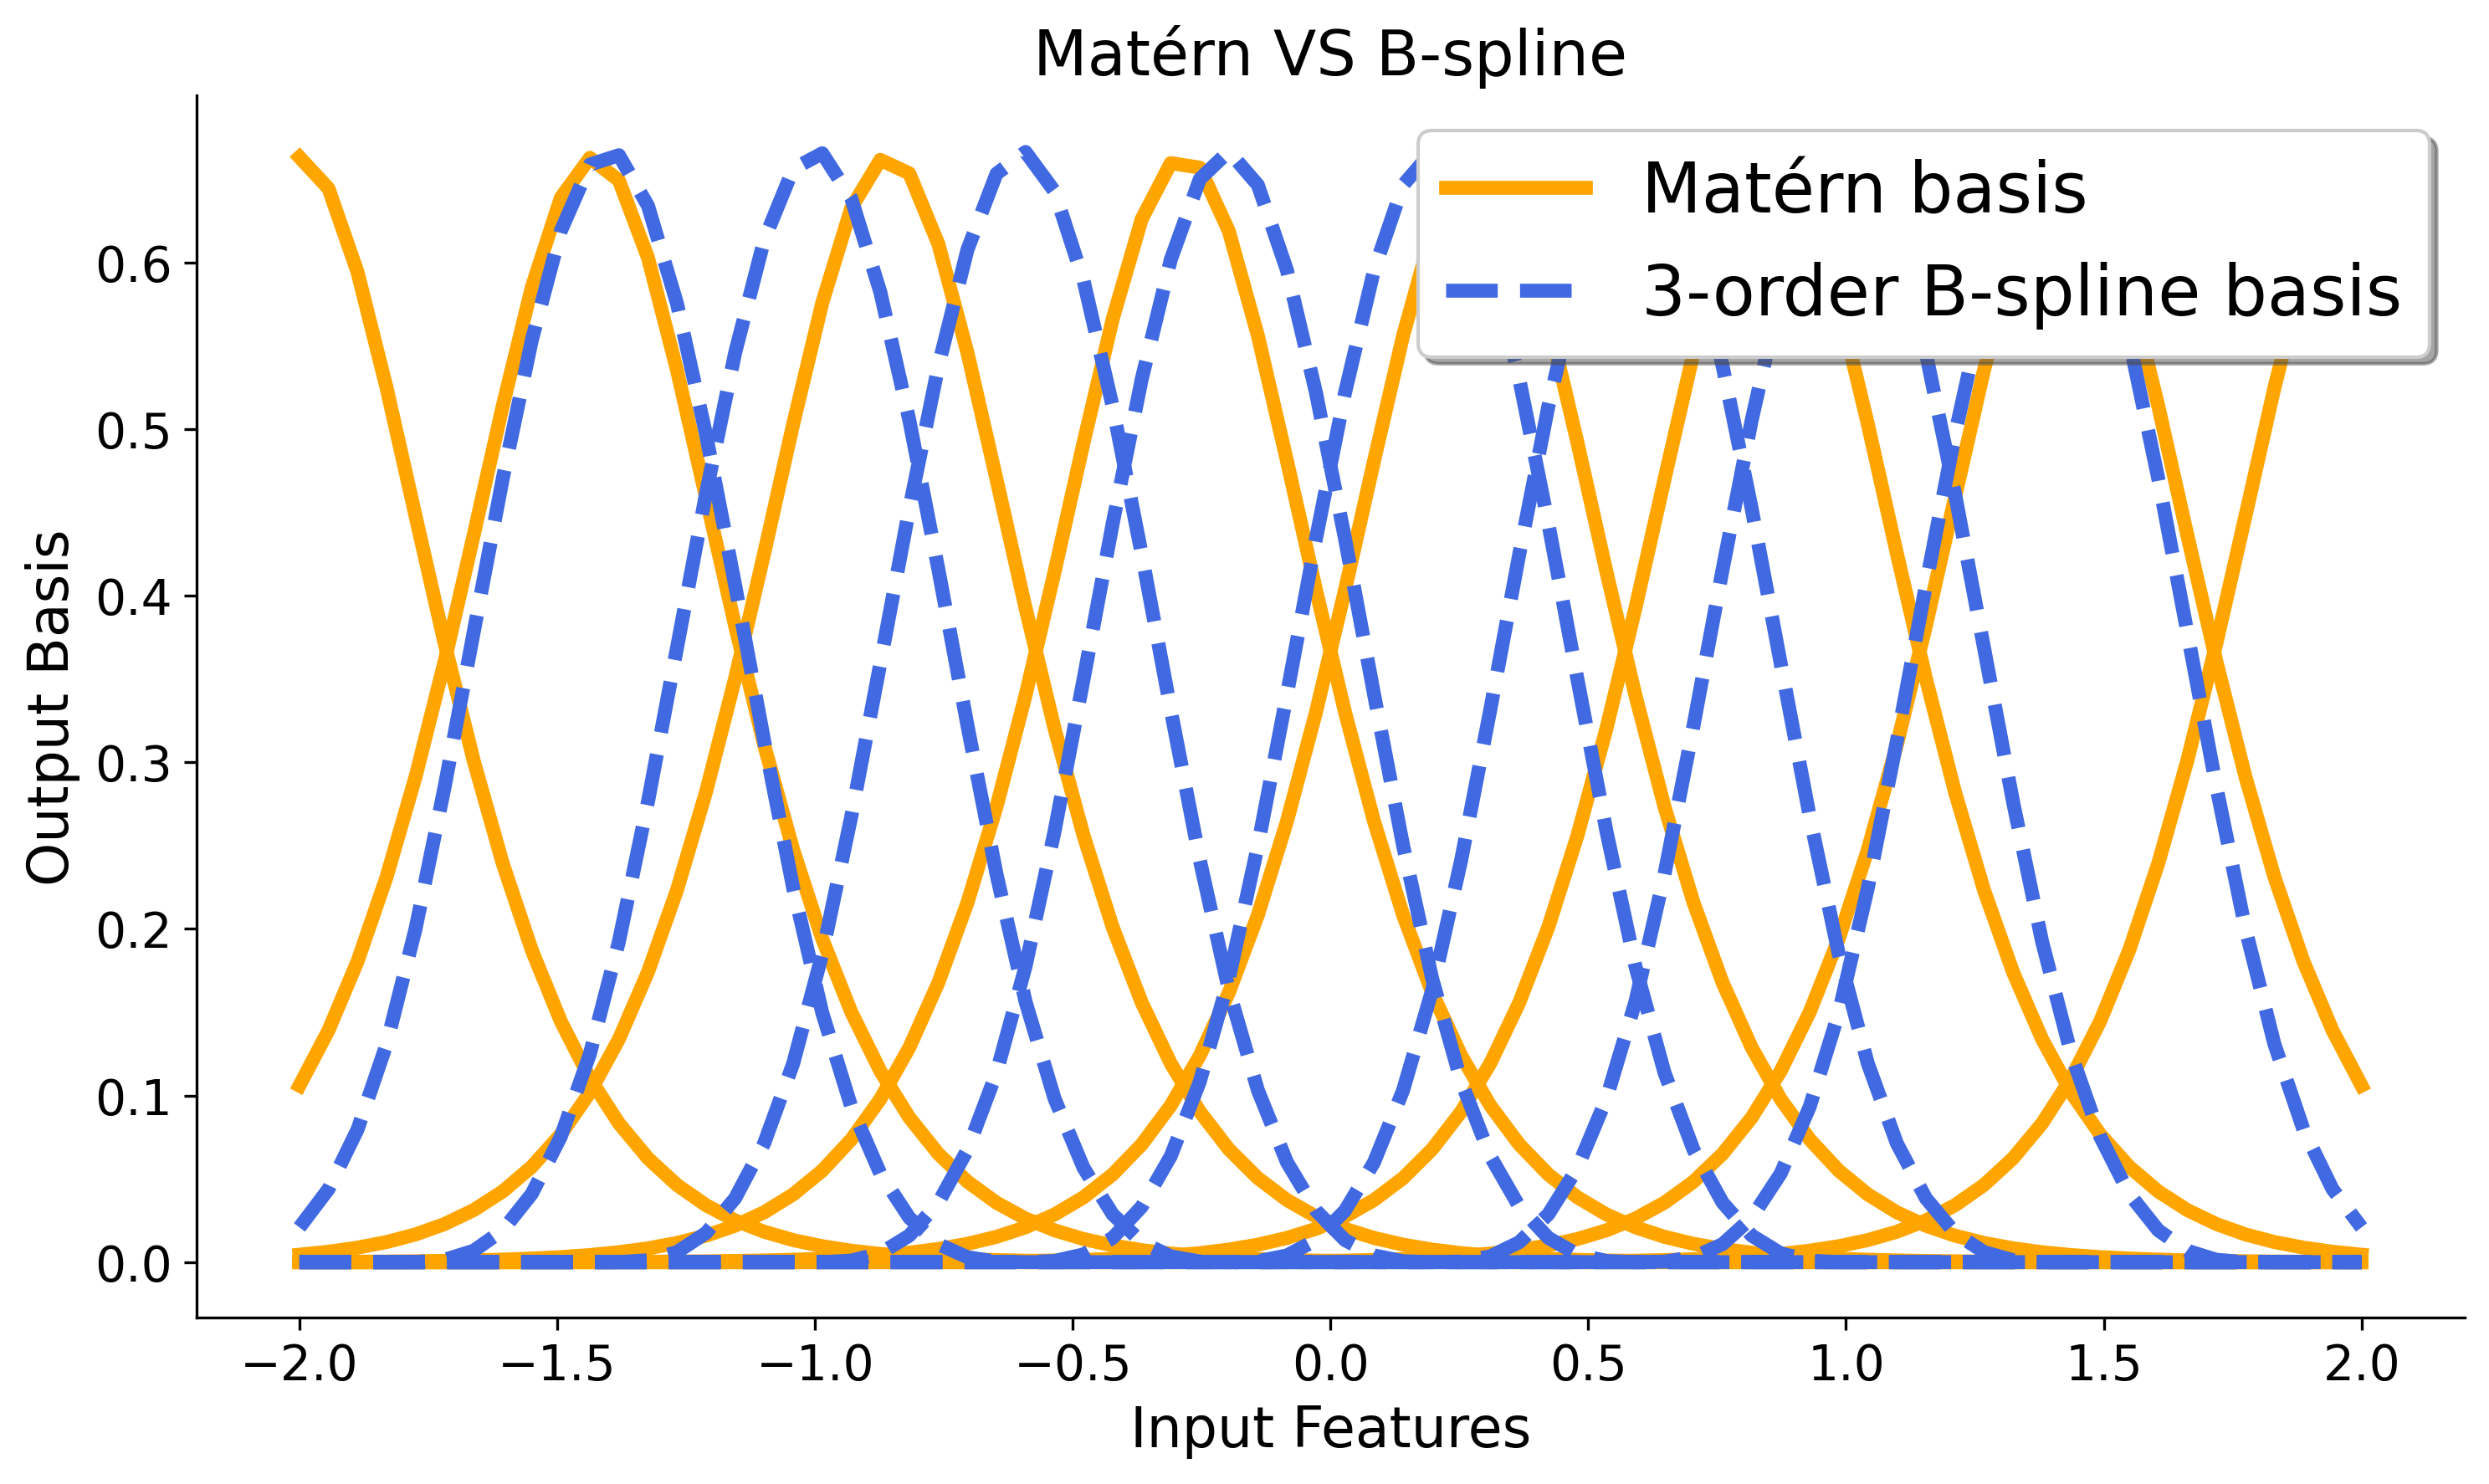 Matérn VS B-spline
Matérn basis
3-order B-spline basis
Output Basis
0.6
0.5
0.4
0.3
0.2
0.1
0.0
−2.0 −1.5 −1.0 −0.5 0.0 0.5 1.0 1.5 2.0
Input Features